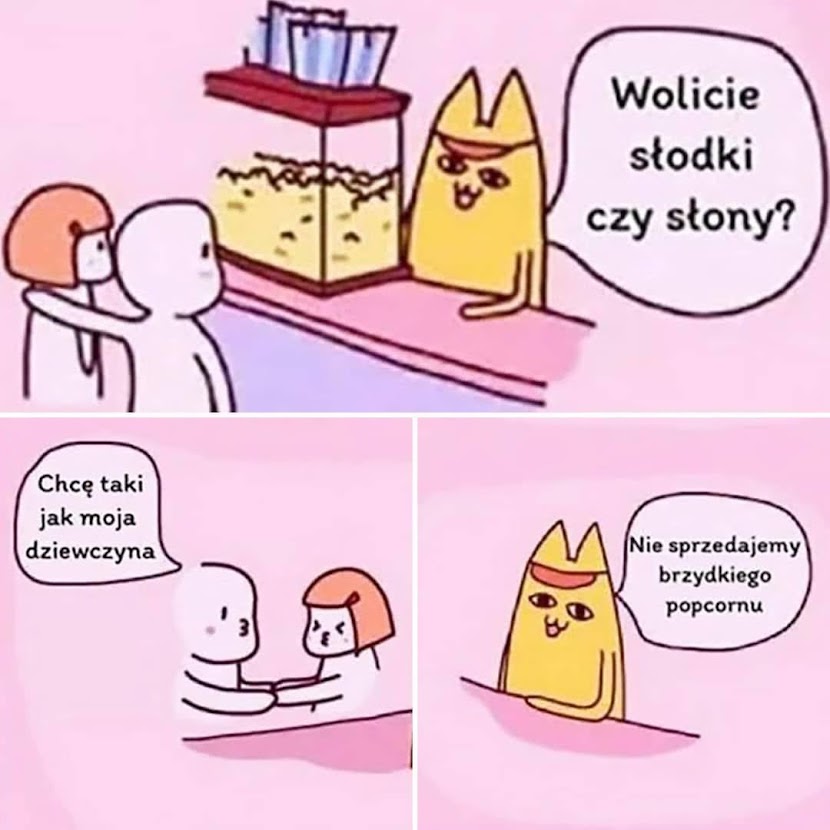 Wolicie
słodki
czy słony?
Chcę taki
jak moja
dziewczyna
Nie sprzedajemy
brzydkiego
popcornu